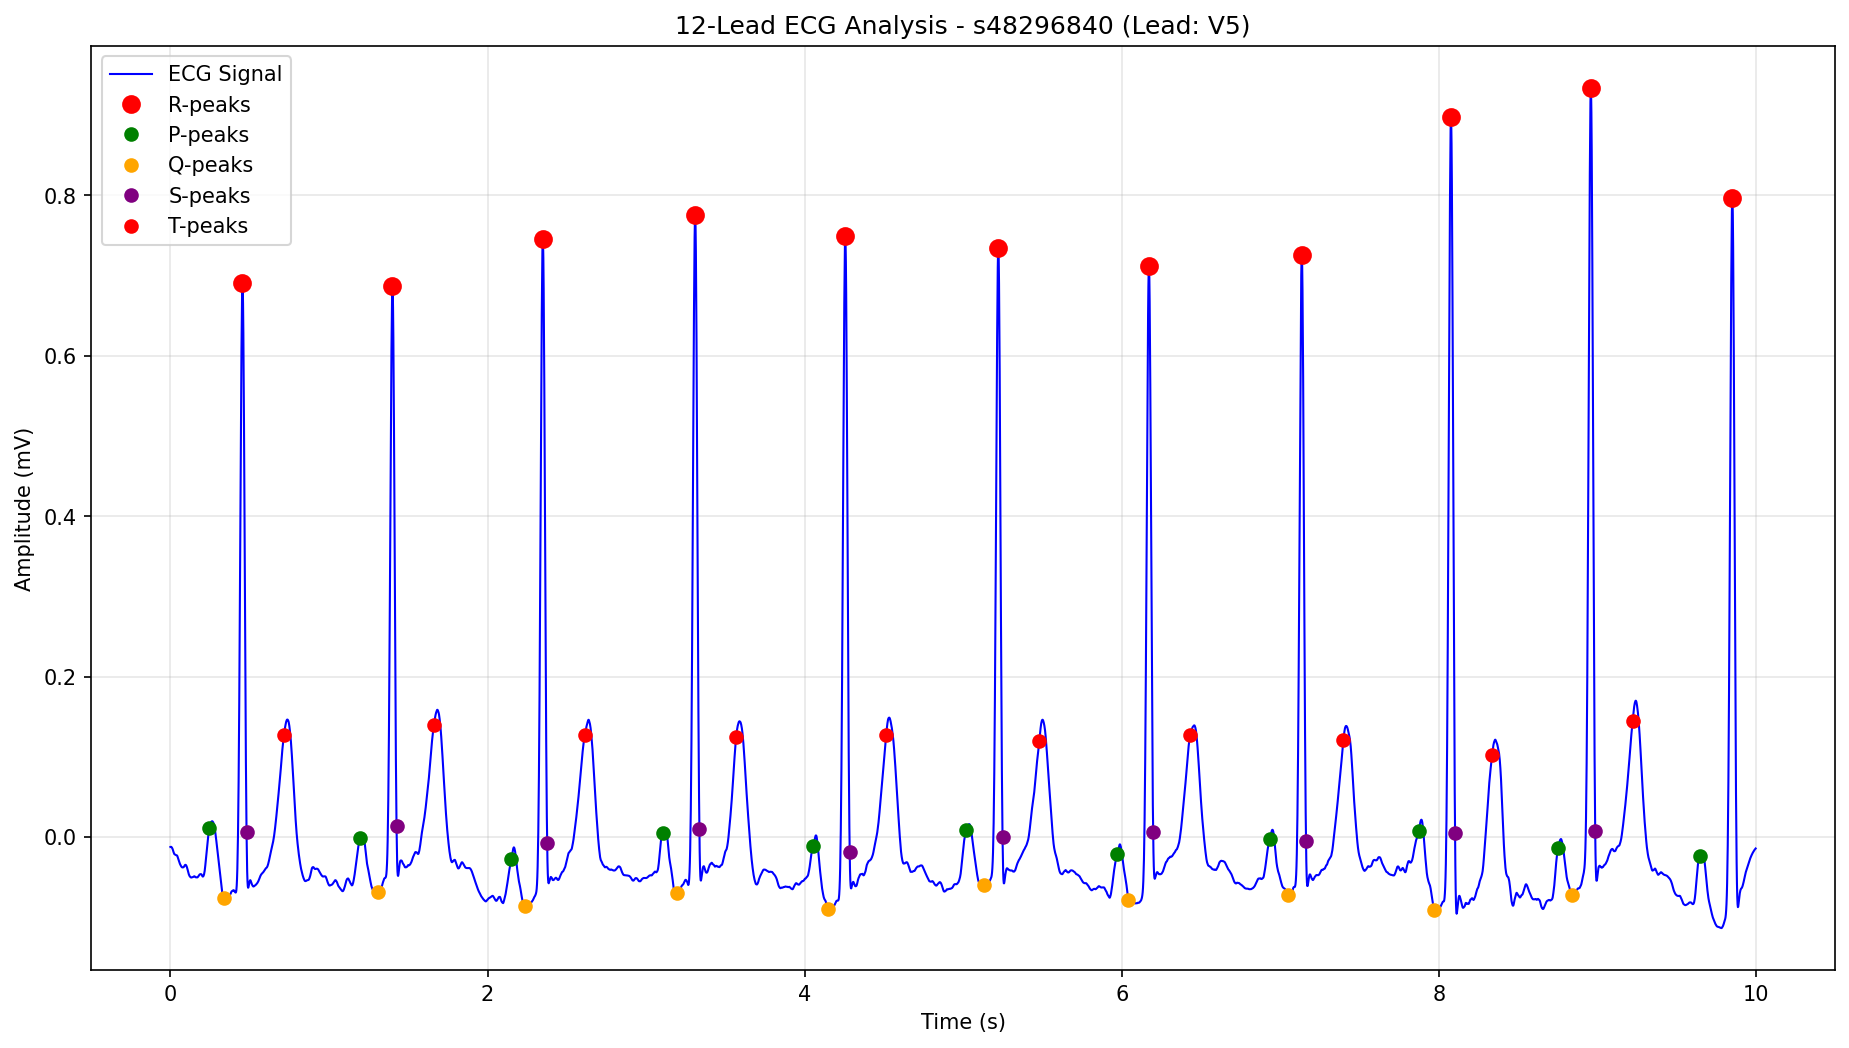 12-Lead ECG Analysis - s48296840 (Lead: V5)
ECG Signal
R-peaks
P-peaks
Q-peaks
S-peaks
T-peaks
Amplitude (mV)
0.8
0.6
0.4
0.2
0.0
0 2 4 6 8 10
Time (s)